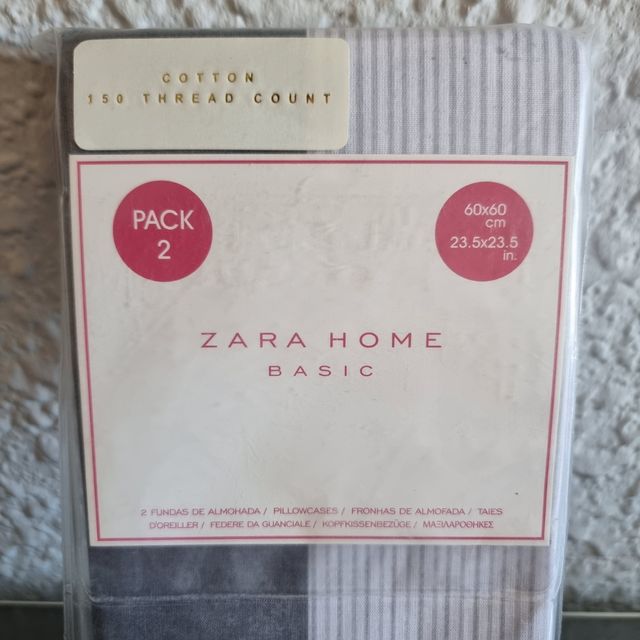 COTTON
150 THREAD COUNT
PACK
2
60x60
cm
23.5x23.5
in.
ZARA HOME
BASIC
2 FUNDAS DE ALMOHADA / PILLOWCASES / FRONHAS DE ALMOFADA / TAIES
D'OREILLER / FEDERE DA GUANCIALE / KOPFKISSENBEZÜGE / ΜΑΞΙΛΑΡΟΘΗΚΕΣ